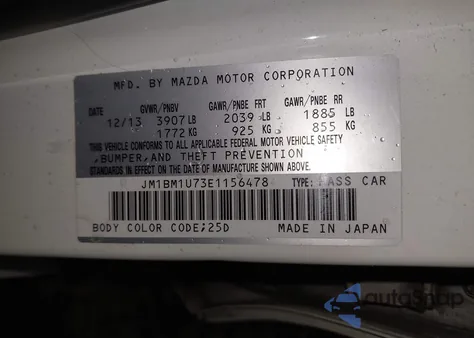 MFD. BY MAZDA MOTOR CORPORATION
DATE GVWR/PNBV GAWR/PNBE FRT GAWR/PNBE RR
12/13 3907 LB 2039 LB 1885 LB
1772 KG 925 KG 855 KG
THIS VEHICLE CONFORMS TO ALL APPLICABLE FEDERAL MOTOR VEHICLE SAFETY
,BUMPER,AND THEFT PREVENTION
STANDARDS IN EFFECT ON THE DATE OF MANUFACTURE SHOWN ABOVE.
JM1BM1U73E1156478 TYPE:PASS CAR
BODY COLOR CODE:25D MADE IN JAPAN
autoSnap